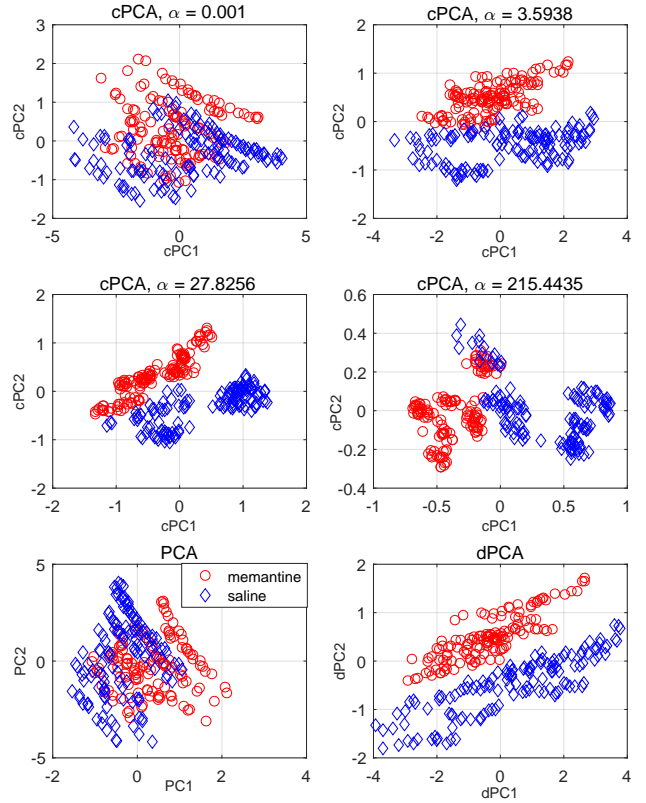 cPCA, α = 0.001
cPCA, α = 3.5938
3
2
1
0
-1
-2
cPC2
-5
0
5
cPC1
2
1
0
-1
-2
cPC2
-4
-2
0
2
4
cPC1
cPCA, α = 27.8256
cPCA, α = 215.4435
2
1
0
-1
-2
cPC2
-2
-1
0
1
2
cPC1
0.6
0.4
0.2
0
-0.2
-0.4
cPC2
-1
-0.5
0
0.5
1
cPC1
PCA
dPCA
memantine
saline
5
0
-5
PC2
-2
0
2
4
PC1
2
1
0
-1
-2
dPC2
-4
-2
0
2
4
dPC1